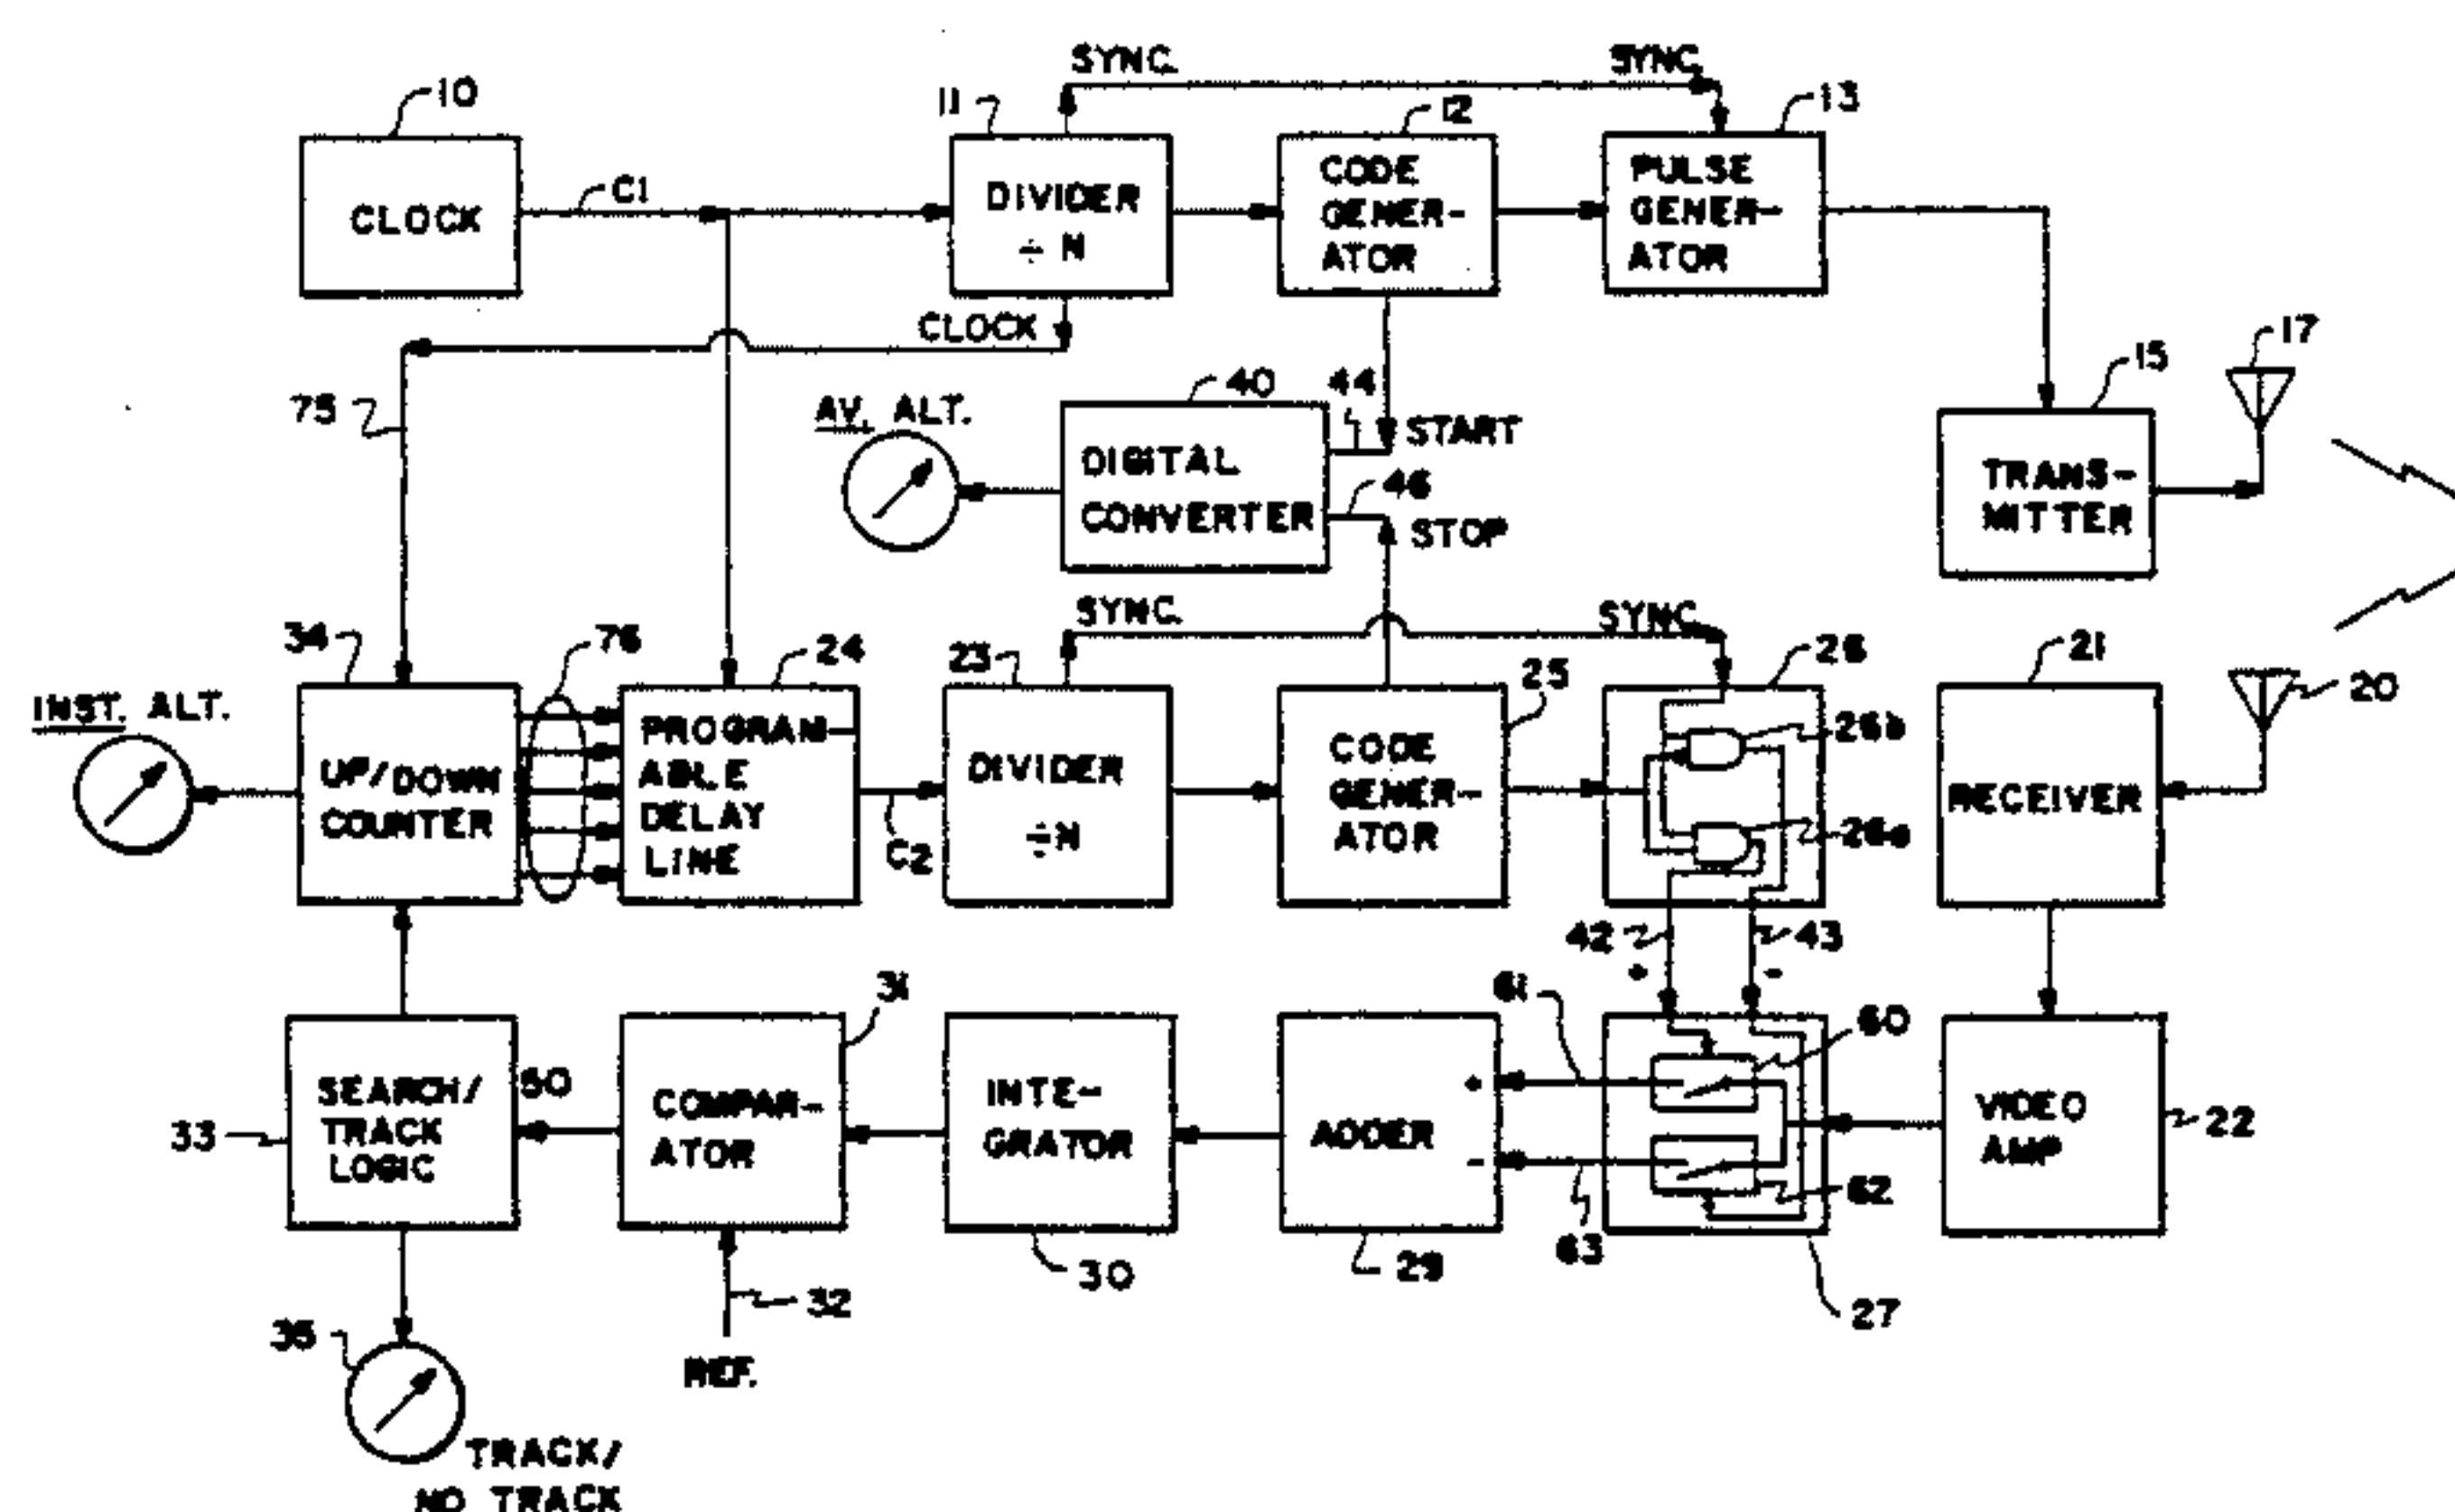 SYNC. SYNC.
10 11 12 13
CLOCK
C1
DIVIDER
÷ N
CODE
GENER-
ATOR
PULSE
GENER-
ATOR
CLOCK
75
AV. ALT.
40
44
START
DIGITAL
CONVERTER
46
STOP
15
17
TRANS-
MITTER
SYNC. SYNC.
34
76
24
23
25
26
21
20
INST. ALT.
UP/DOWN
COUNTER
PROGRAM-
ABLE
DELAY
LINE
C2
DIVIDER
÷N
CODE
GENER-
ATOR
26b
26a
RECEIVER
42
43
+ -
31
61
60
33
SEARCH/
TRACK
LOGIC
50
COMPAR-
ATOR
INTE-
GRATOR
ADDER
+
-
VIDEO
AMP
22
62
63
30
29
27
32
REF.
35
TRACK/
NO TRACK